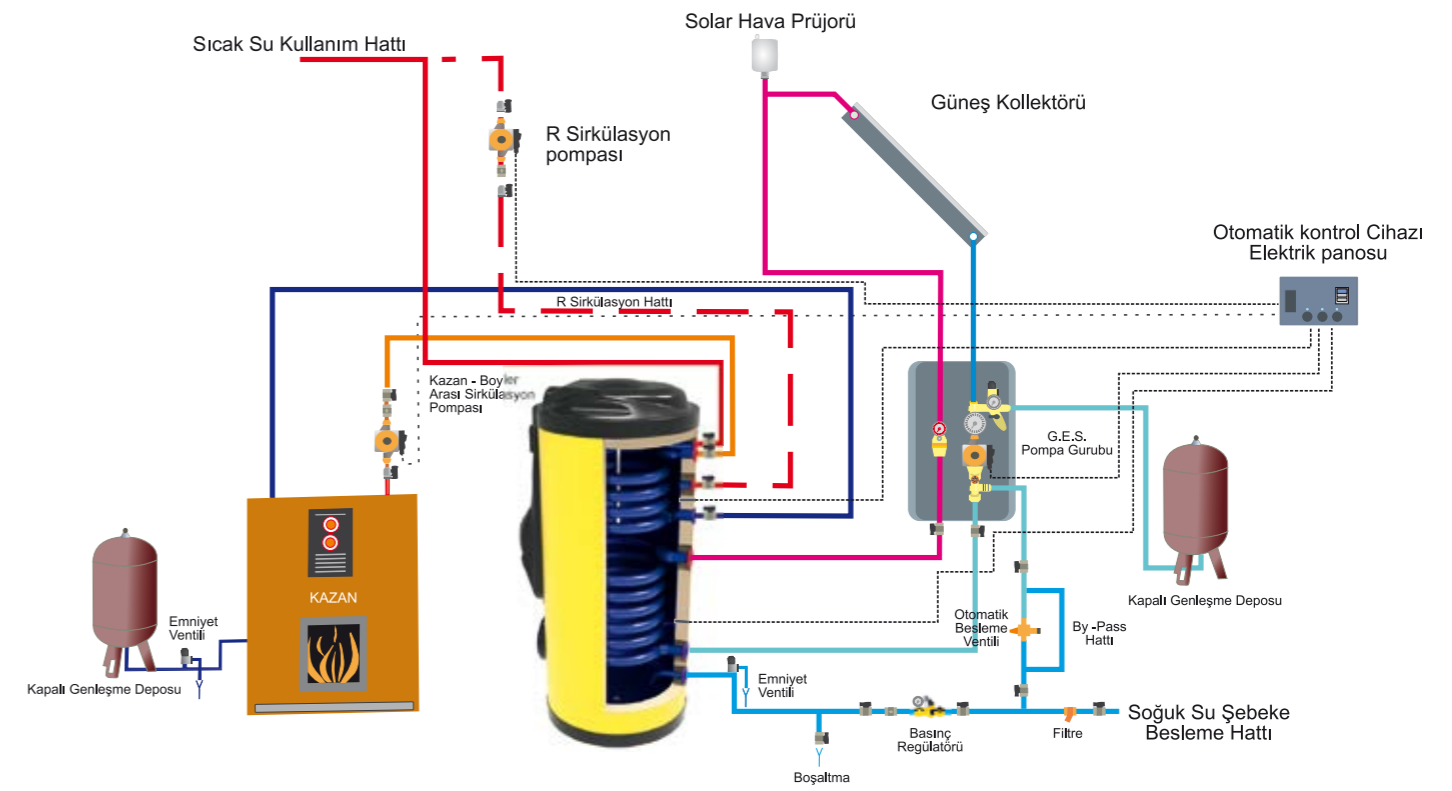 Solar Hava Prüjorü
Sıcak Su Kullanım Hattı
Güneş Kollektörü
R Sirkülasyon
pompası
Otomatik kontrol Cihazı
Elektrik panosu
R Sirkülasyon Hattı
Kazan - Boyler
Arası Sirkülasyon
Pompası
G.E.S.
Pompa Gurubu
KAZAN
Kapalı Genleşme Deposu
Emniyet
Ventili
Otomatik
Besleme
Ventili
By -Pass
Hattı
Kapalı Genleşme Deposu
Emniyet
Ventili
Soğuk Su Şebeke
Besleme Hattı
Basınç
Regülatörü
Filtre
Boşaltma